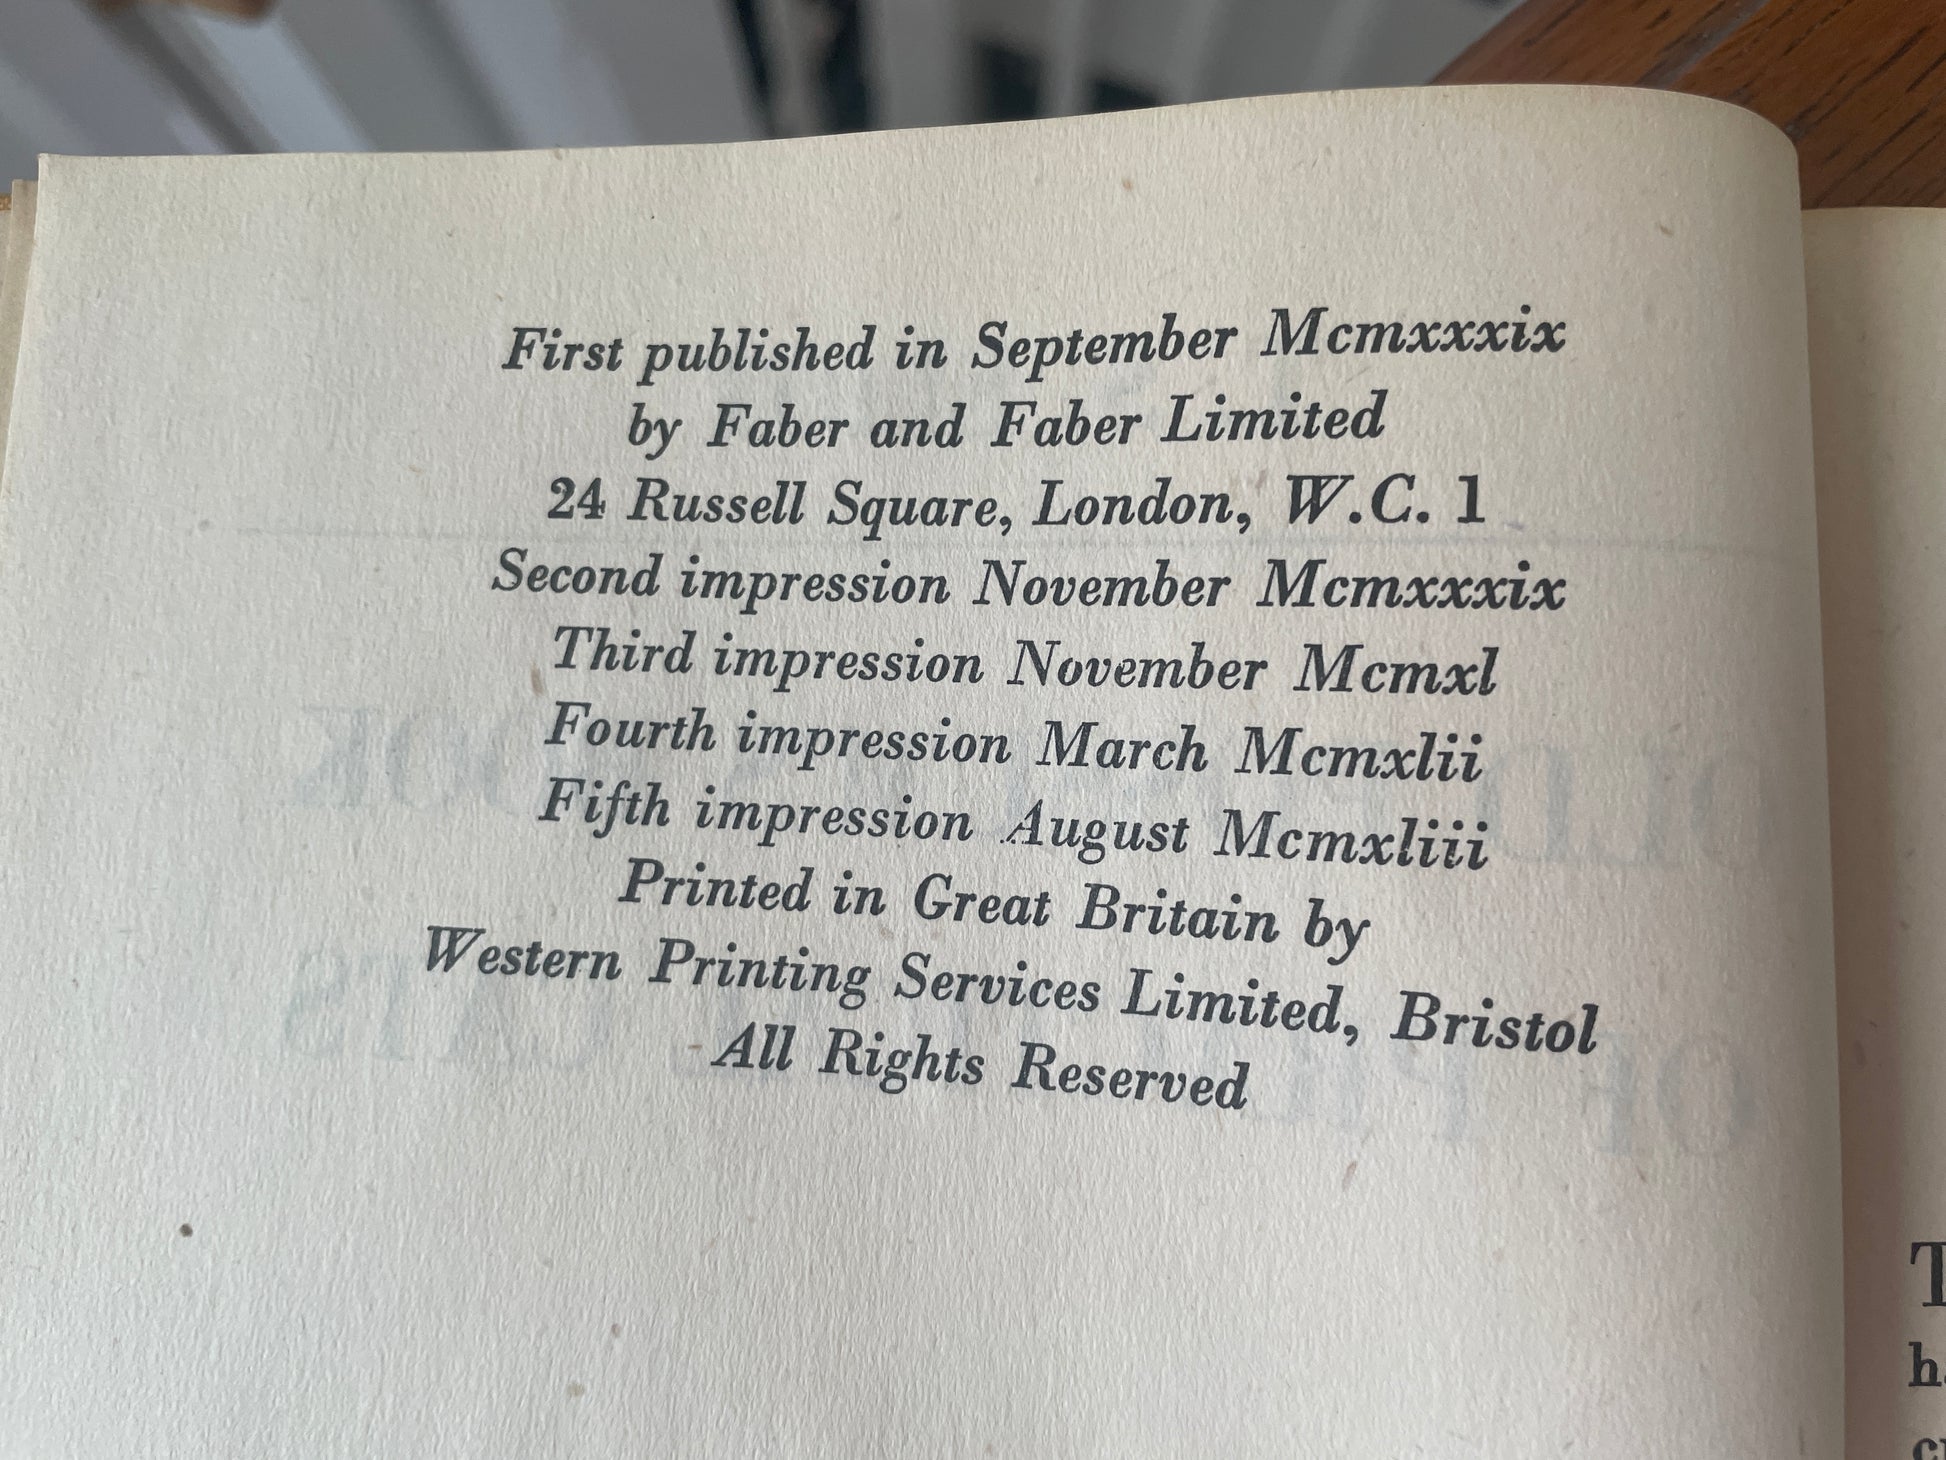 First published in September Mcmxxxix
by Faber and Faber Limited
24 Russell Square, London, W.C. 1
Second impression November Mcmxxxix
Third impression November Mcmxl
Fourth impression March Mcmxlii
Fifth impression August Mcmxliii
Printed in Great Britain by
Western Printing Services Limited, Bristol
All Rights Reserved